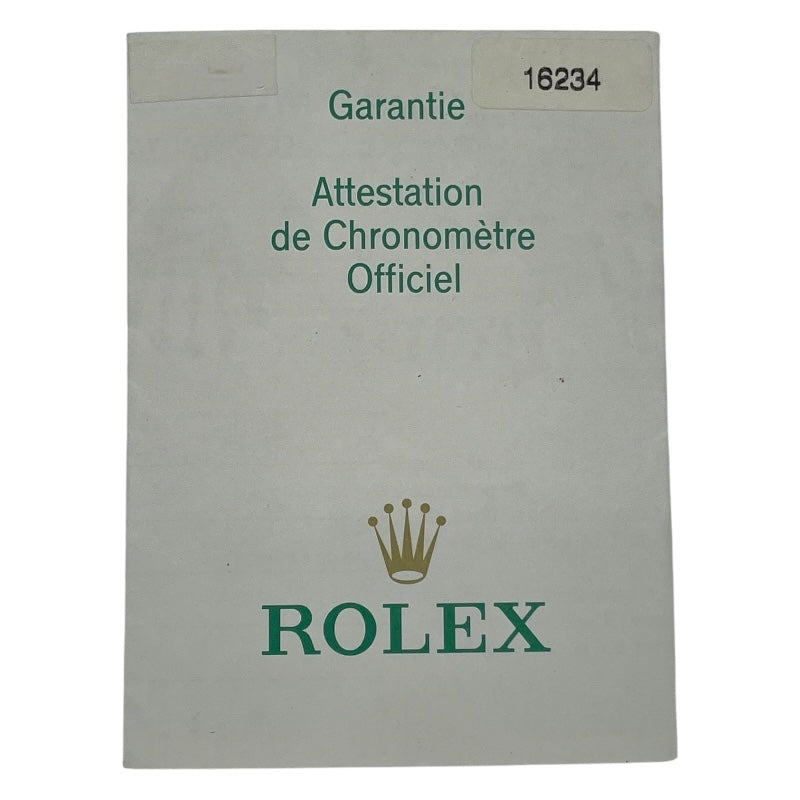 16234
Garantie
Attestation
de Chronomètre
Officiel
ROLEX